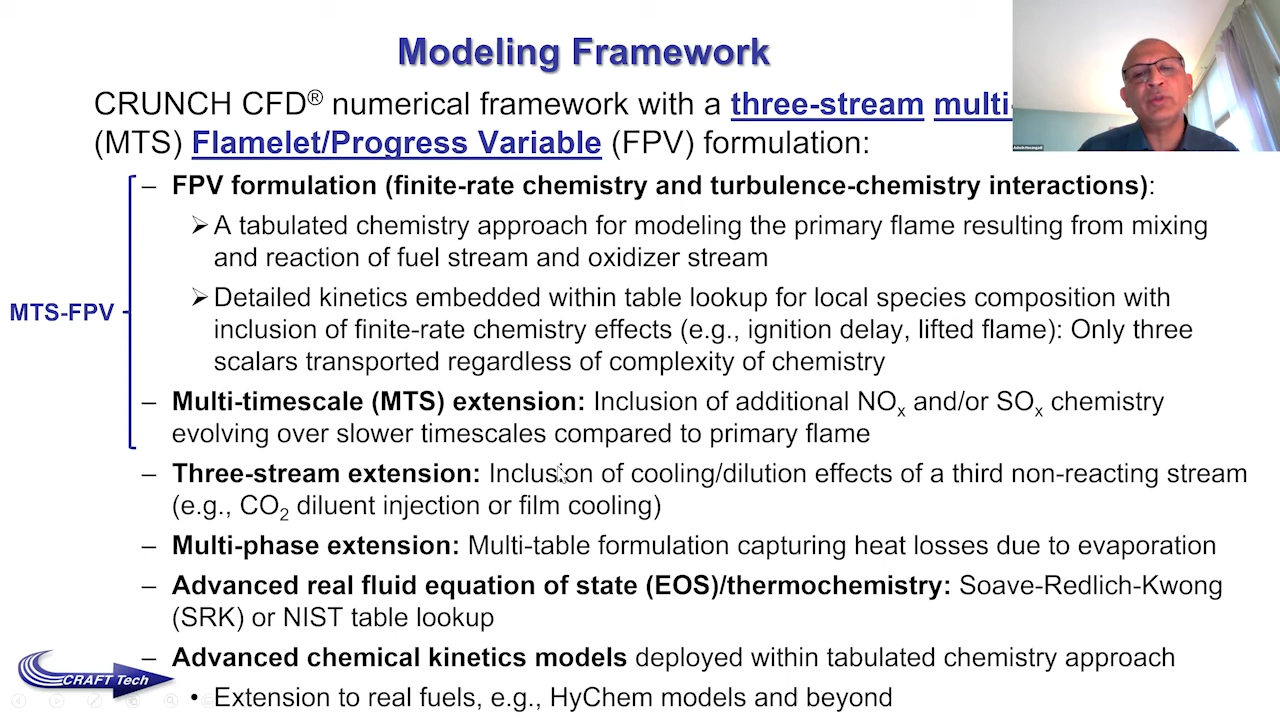 Modeling Framework
CRUNCH CFD® numerical framework with a three-stream multi-
(MTS) Flamelet/Progress Variable (FPV) formulation:
– FPV formulation (finite-rate chemistry and turbulence-chemistry interactions):
➢ A tabulated chemistry approach for modeling the primary flame resulting from mixing
and reaction of fuel stream and oxidizer stream
➢ Detailed kinetics embedded within table lookup for local species composition with
inclusion of finite-rate chemistry effects (e.g., ignition delay, lifted flame): Only three
scalars transported regardless of complexity of chemistry
MTS-FPV
– Multi-timescale (MTS) extension: Inclusion of additional NOx and/or SOx chemistry
evolving over slower timescales compared to primary flame
– Three-stream extension: Inclusion of cooling/dilution effects of a third non-reacting stream
(e.g., CO2 diluent injection or film cooling)
– Multi-phase extension: Multi-table formulation capturing heat losses due to evaporation
– Advanced real fluid equation of state (EOS)/thermochemistry: Soave-Redlich-Kwong
(SRK) or NIST table lookup
– Advanced chemical kinetics models deployed within tabulated chemistry approach
• Extension to real fuels, e.g., HyChem models and beyond
CRAFT Tech